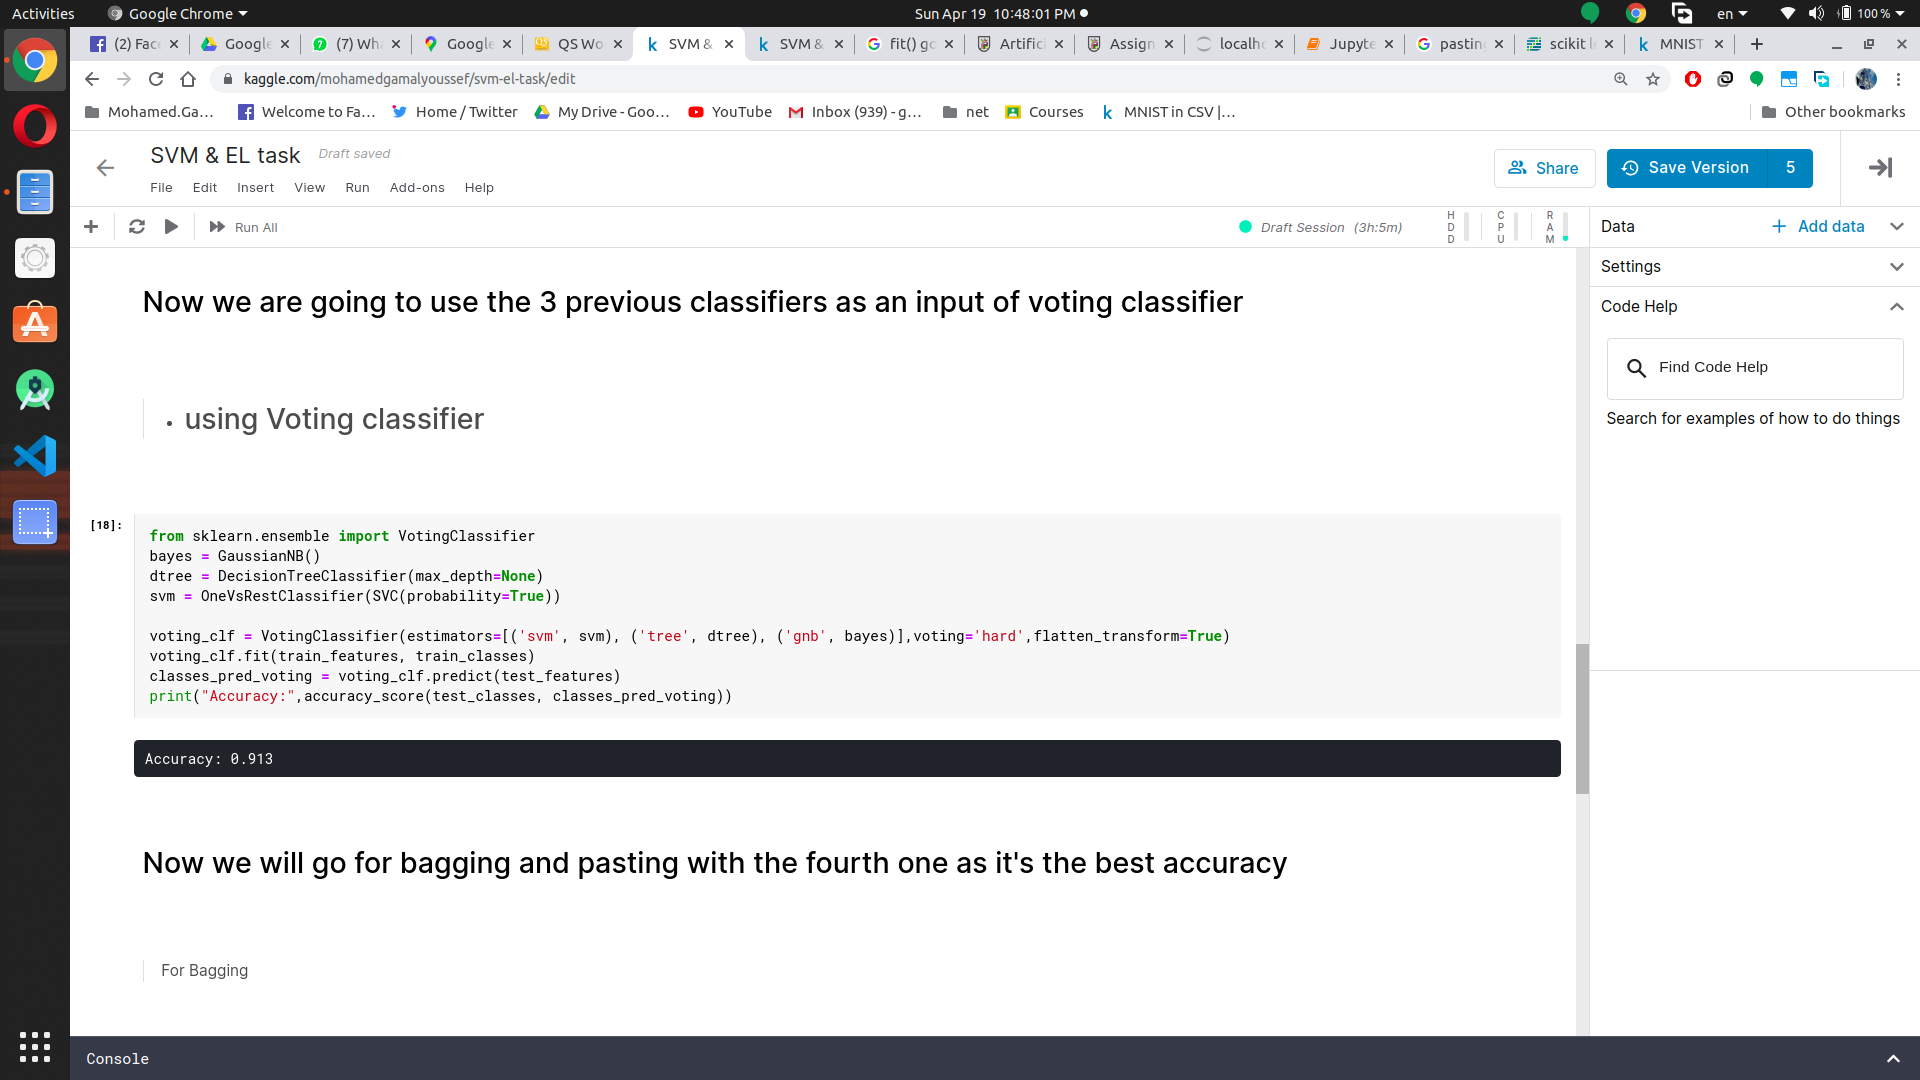 Activities Google Chrome Sun Apr 19 10:48:01 PM en 100 %
(2) Fac Google (7) Wha Google QS Wo SVM & SVM & fit() go Artific Assign localho Jupyte pasting scikit l MNIST
kaggle.com/mohamedgamalyoussef/svm-el-task/edit
Mohamed.Ga... Welcome to Fa... Home / Twitter My Drive - Goo... YouTube Inbox (939) - g... net Courses MNIST in CSV |... Other bookmarks
SVM & EL task Draft saved
Share Save Version 5
File Edit Insert View Run Add-ons Help
Run All Draft Session (3h:5m) HDD CPU RAM
Data Add data
Settings
Code Help
Find Code Help
Search for examples of how to do things
Now we are going to use the 3 previous classifiers as an input of voting classifier
• using Voting classifier
[18]:
from sklearn.ensemble import VotingClassifier
bayes = GaussianNB()
dtree = DecisionTreeClassifier(max_depth=None)
svm = OneVsRestClassifier(SVC(probability=True))
voting_clf = VotingClassifier(estimators=[('svm', svm), ('tree', dtree), ('gnb', bayes)],voting='hard',flatten_transform=True)
voting_clf.fit(train_features, train_classes)
classes_pred_voting = voting_clf.predict(test_features)
print("Accuracy:",accuracy_score(test_classes, classes_pred_voting))
Accuracy: 0.913
Now we will go for bagging and pasting with the fourth one as it's the best accuracy
For Bagging
Console